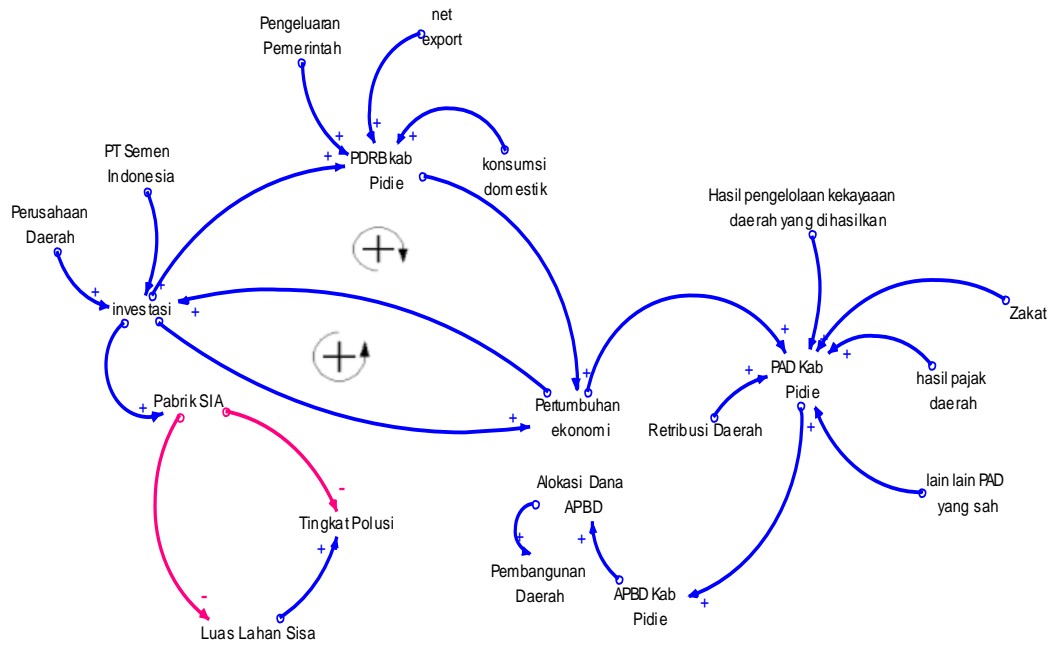 Pengeluaran
Pemerintah
net
export
PDRB kab
Pidie
konsumsi
domestik
PT Semen
Indonesia
Perusahaan
Daerah
investasi
Hasil pengelolaan kekayaaan
daerah yang dihasilkan
Zakat
PAD Kab
Pidie
hasil pajak
daerah
Retribusi Daerah
lain lain PAD
yang sah
Pertumbuhan
ekonomi
Pabrik SIA
Tingkat Polusi
Luas Lahan Sisa
Alokasi Dana
APBD
Pembangunan
Daerah
APBD Kab
Pidie